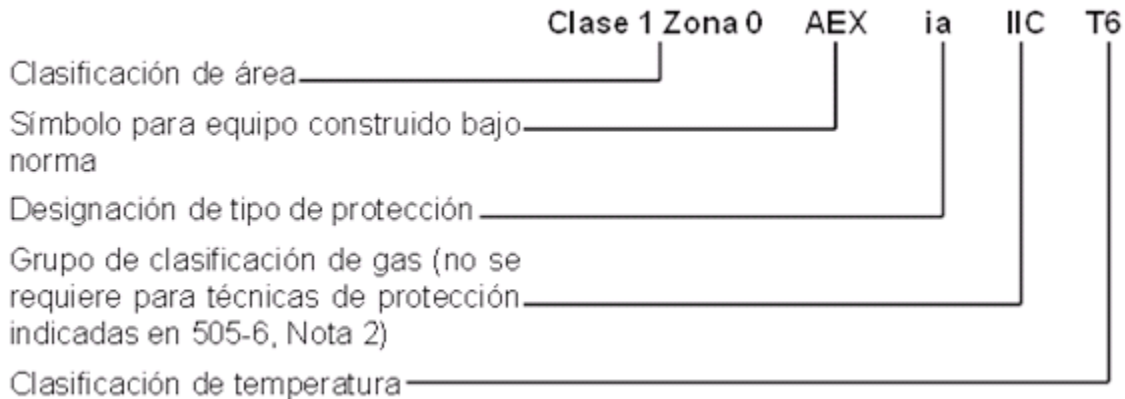 Clase 1 Zona 0 AEX ia IIC T6
Clasificación de área
Símbolo para equipo construido bajo
norma
Designación de tipo de protección
Grupo de clasificación de gas (no se
requiere para técnicas de protección
indicadas en 505-6, Nota 2)
Clasificación de temperatura